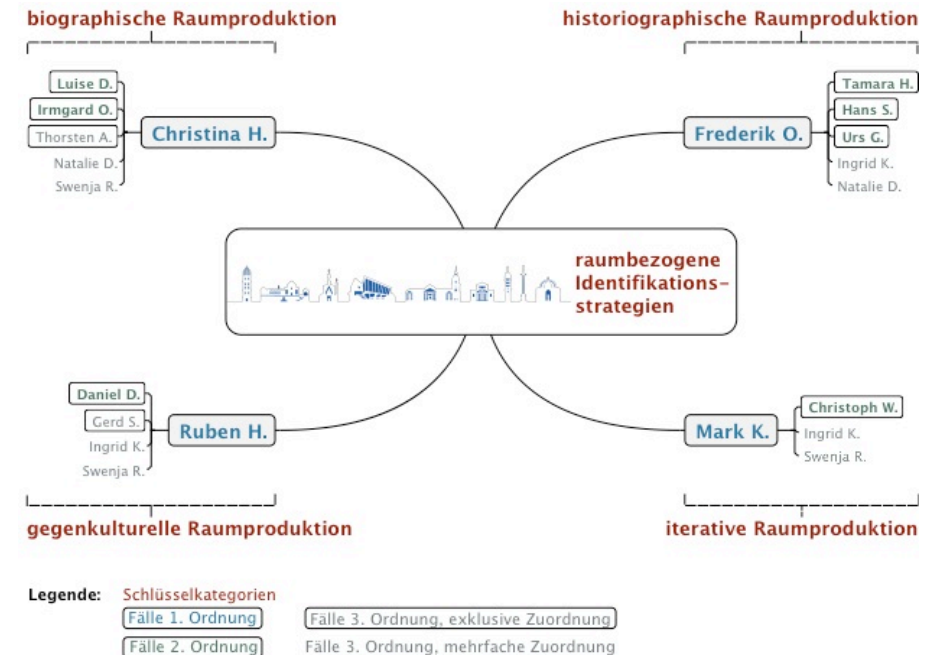 biographische Raumproduktion
historiographische Raumproduktion
Luise D.
Irmgard O.
Thorsten A.
Natalie D.
Swenja R.
Christina H.
Frederik O.
Tamara H.
Hans S.
Urs G.
Ingrid K.
Natalie D.
raumbezogene
Identifikations-
strategien
Daniel D.
Gerd S.
Ingrid K.
Swenja R.
Ruben H.
Mark K.
Christoph W.
Ingrid K.
Swenja R.
gegenkulturelle Raumproduktion
iterative Raumproduktion
Legende: Schlüsselkategorien
Fälle 1. Ordnung Fälle 3. Ordnung, exklusive Zuordnung
Fälle 2. Ordnung Fälle 3. Ordnung, mehrfache Zuordnung